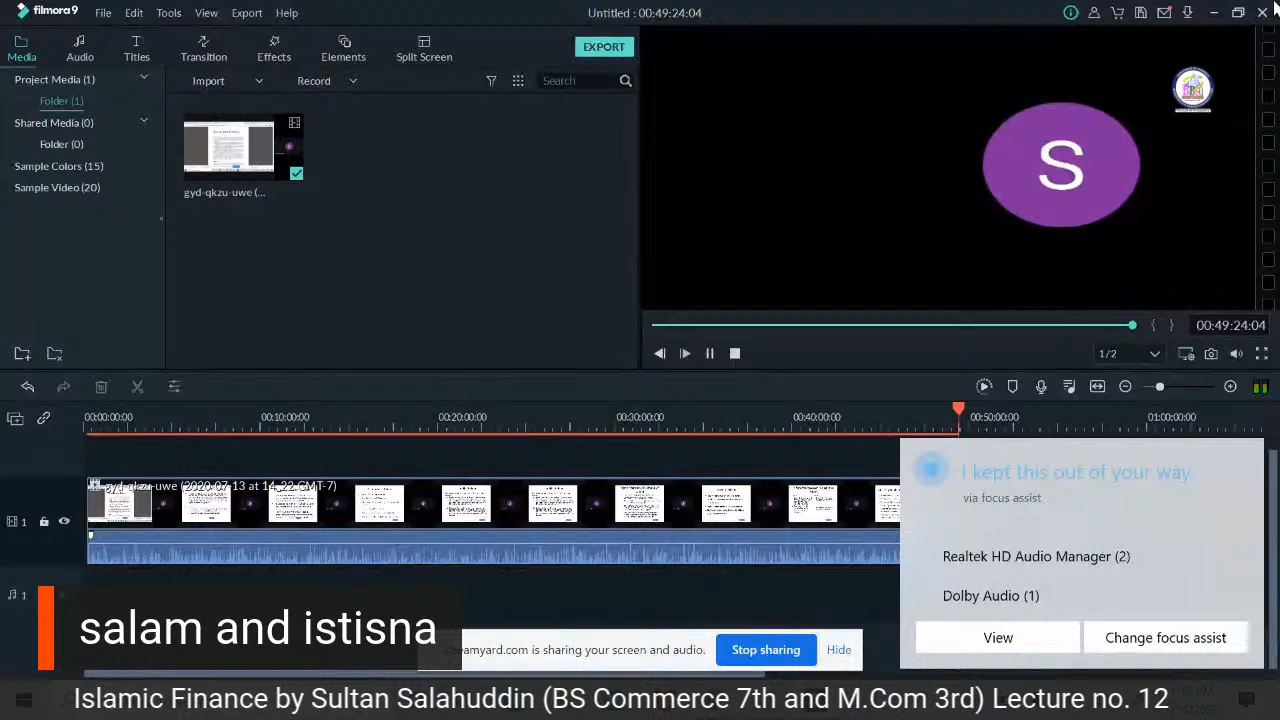 filmora9 File Edit Tools View Export Help Untitled : 00:49:24:04
Media Audio Titles Transition Effects Elements Split Screen EXPORT
Project Media (1) Import Record Search
Folder (1)
Shared Media (0)
Folder (0)
Sample Colors (15)
Sample Video (20)
gyd-qkzu-uwe (...
S
00:49:24:04
1/2
00:00:00:00 00:10:00:00 00:20:00:00 00:30:00:00 00:40:00:00 00:50:00:00 01:00:00:00
gyd-qkzu-uwe (2020-07-13 at 14_22 GMT-7)
1
1
I kept this out of your way.
via focus assist
Realtek HD Audio Manager (2)
Dolby Audio (1)
View Change focus assist
salam and istisna
is sharing your screen and audio. Stop sharing Hide
Islamic Finance by Sultan Salahuddin (BS Commerce 7th and M.Com 3rd) Lecture no. 12